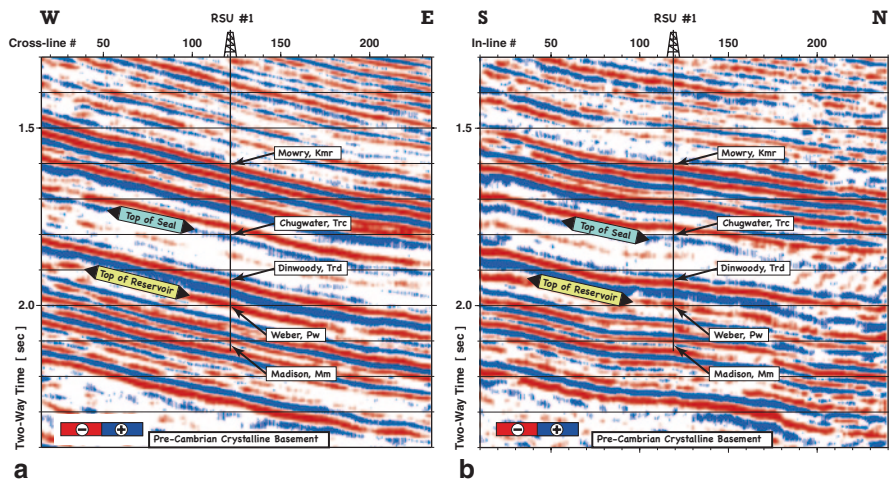 W RSU #1 E
Cross-line # 50 100 150 200
1.5
2.0
Two-Way Time [ sec ]
Mowry, Kmr
Top of Seal
Chugwater, Trc
Dinwoody, Trd
Top of Reservoir
Weber, Pw
Madison, Mm
− +
Pre-Cambrian Crystalline Basement
a
S RSU #1 N
In-line # 50 100 150 200
1.5
2.0
Two-Way Time [ sec ]
Mowry, Kmr
Top of Seal
Chugwater, Trc
Dinwoody, Trd
Top of Reservoir
Weber, Pw
Madison, Mm
− +
Pre-Cambrian Crystalline Basement
b